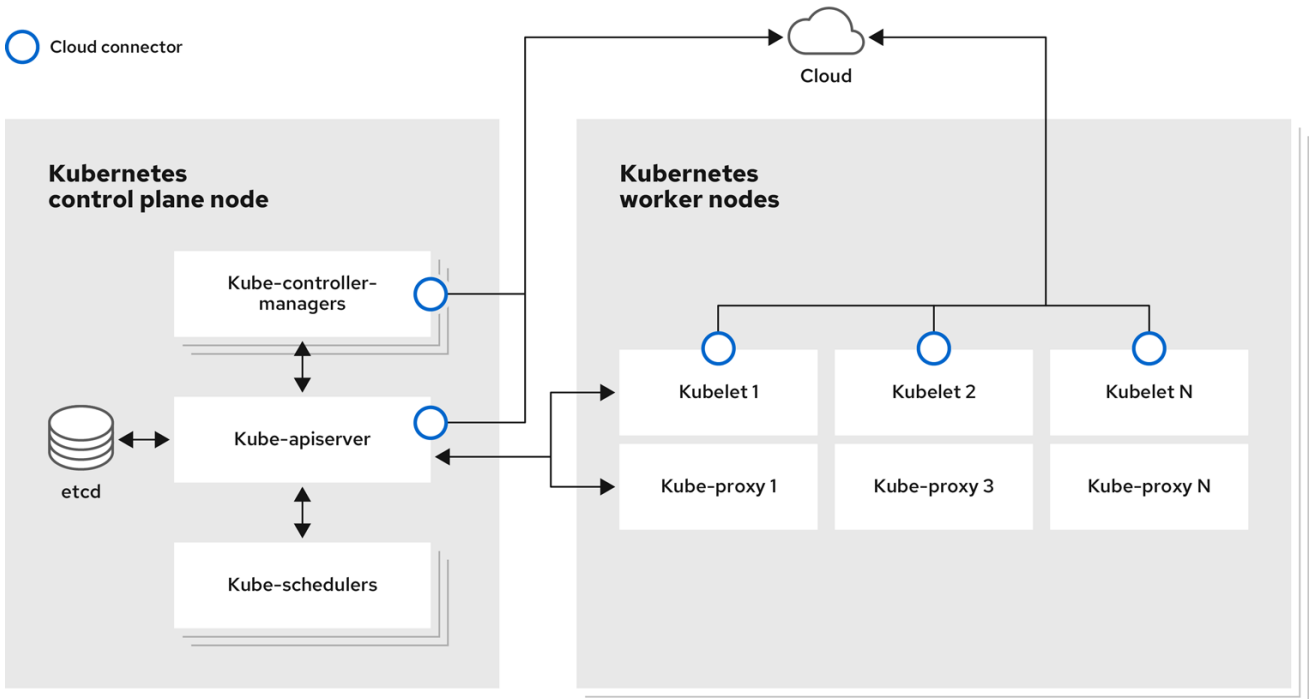 Cloud connector
Cloud
Kubernetes
control plane node
Kube-controller-
managers
Kube-apiserver
etcd
Kube-schedulers
Kubernetes
worker nodes
Kubelet 1
Kubelet 2
Kubelet N
Kube-proxy 1
Kube-proxy 3
Kube-proxy N